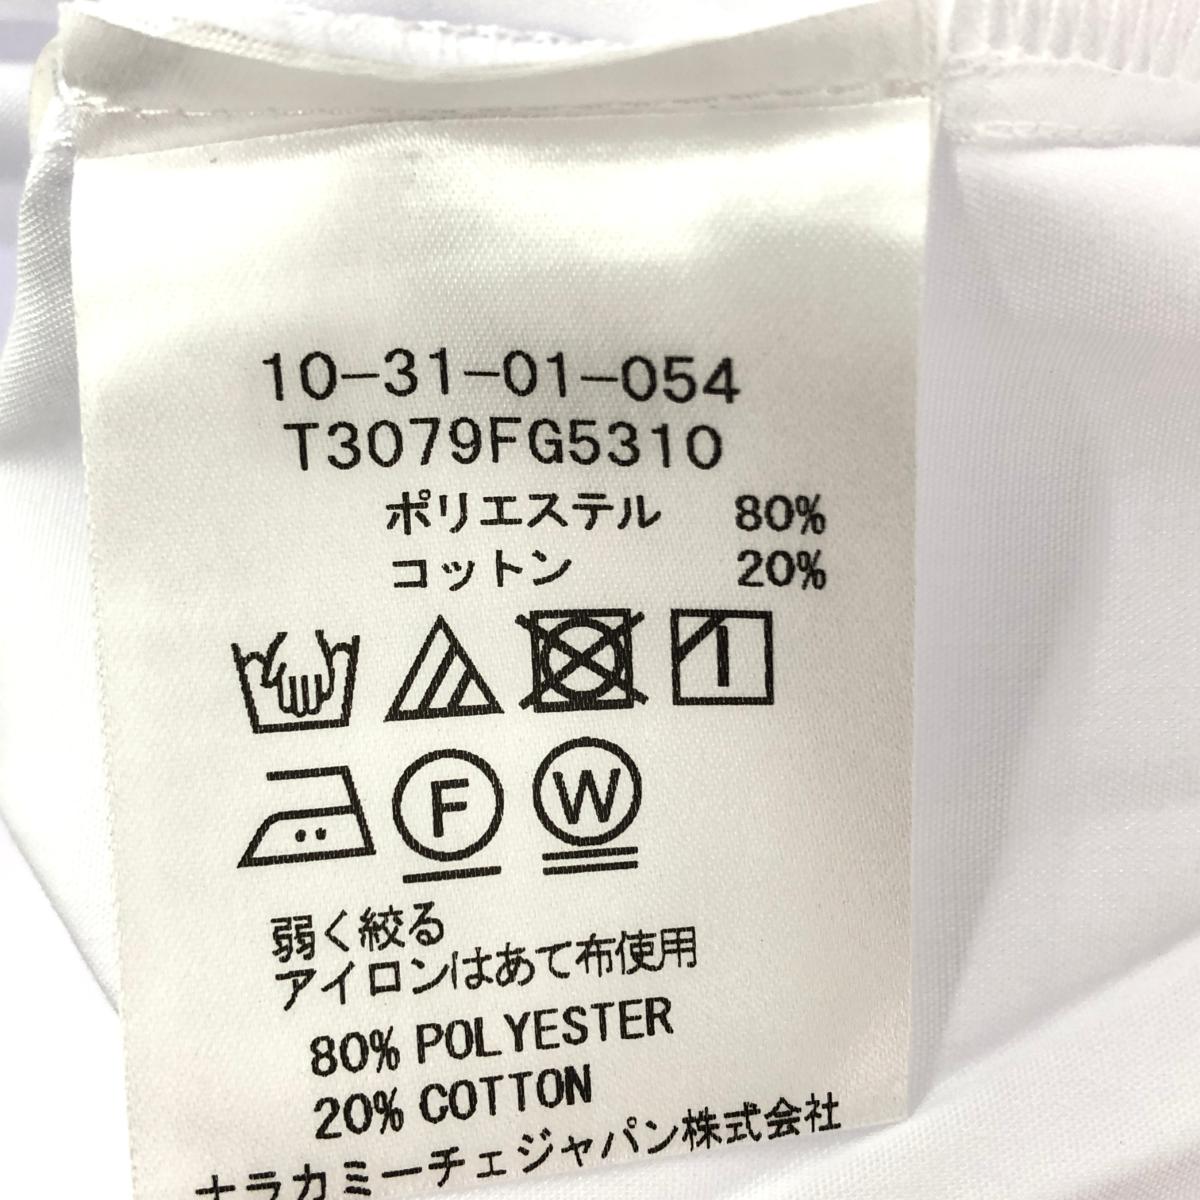 10-31-01-054
T3079FG5310
ポリエステル 80%
コットン 20%
F W
弱く絞る
アイロンはあて布使用
80% POLYESTER
20% COTTON
ナラカミーチェジャパン株式会社